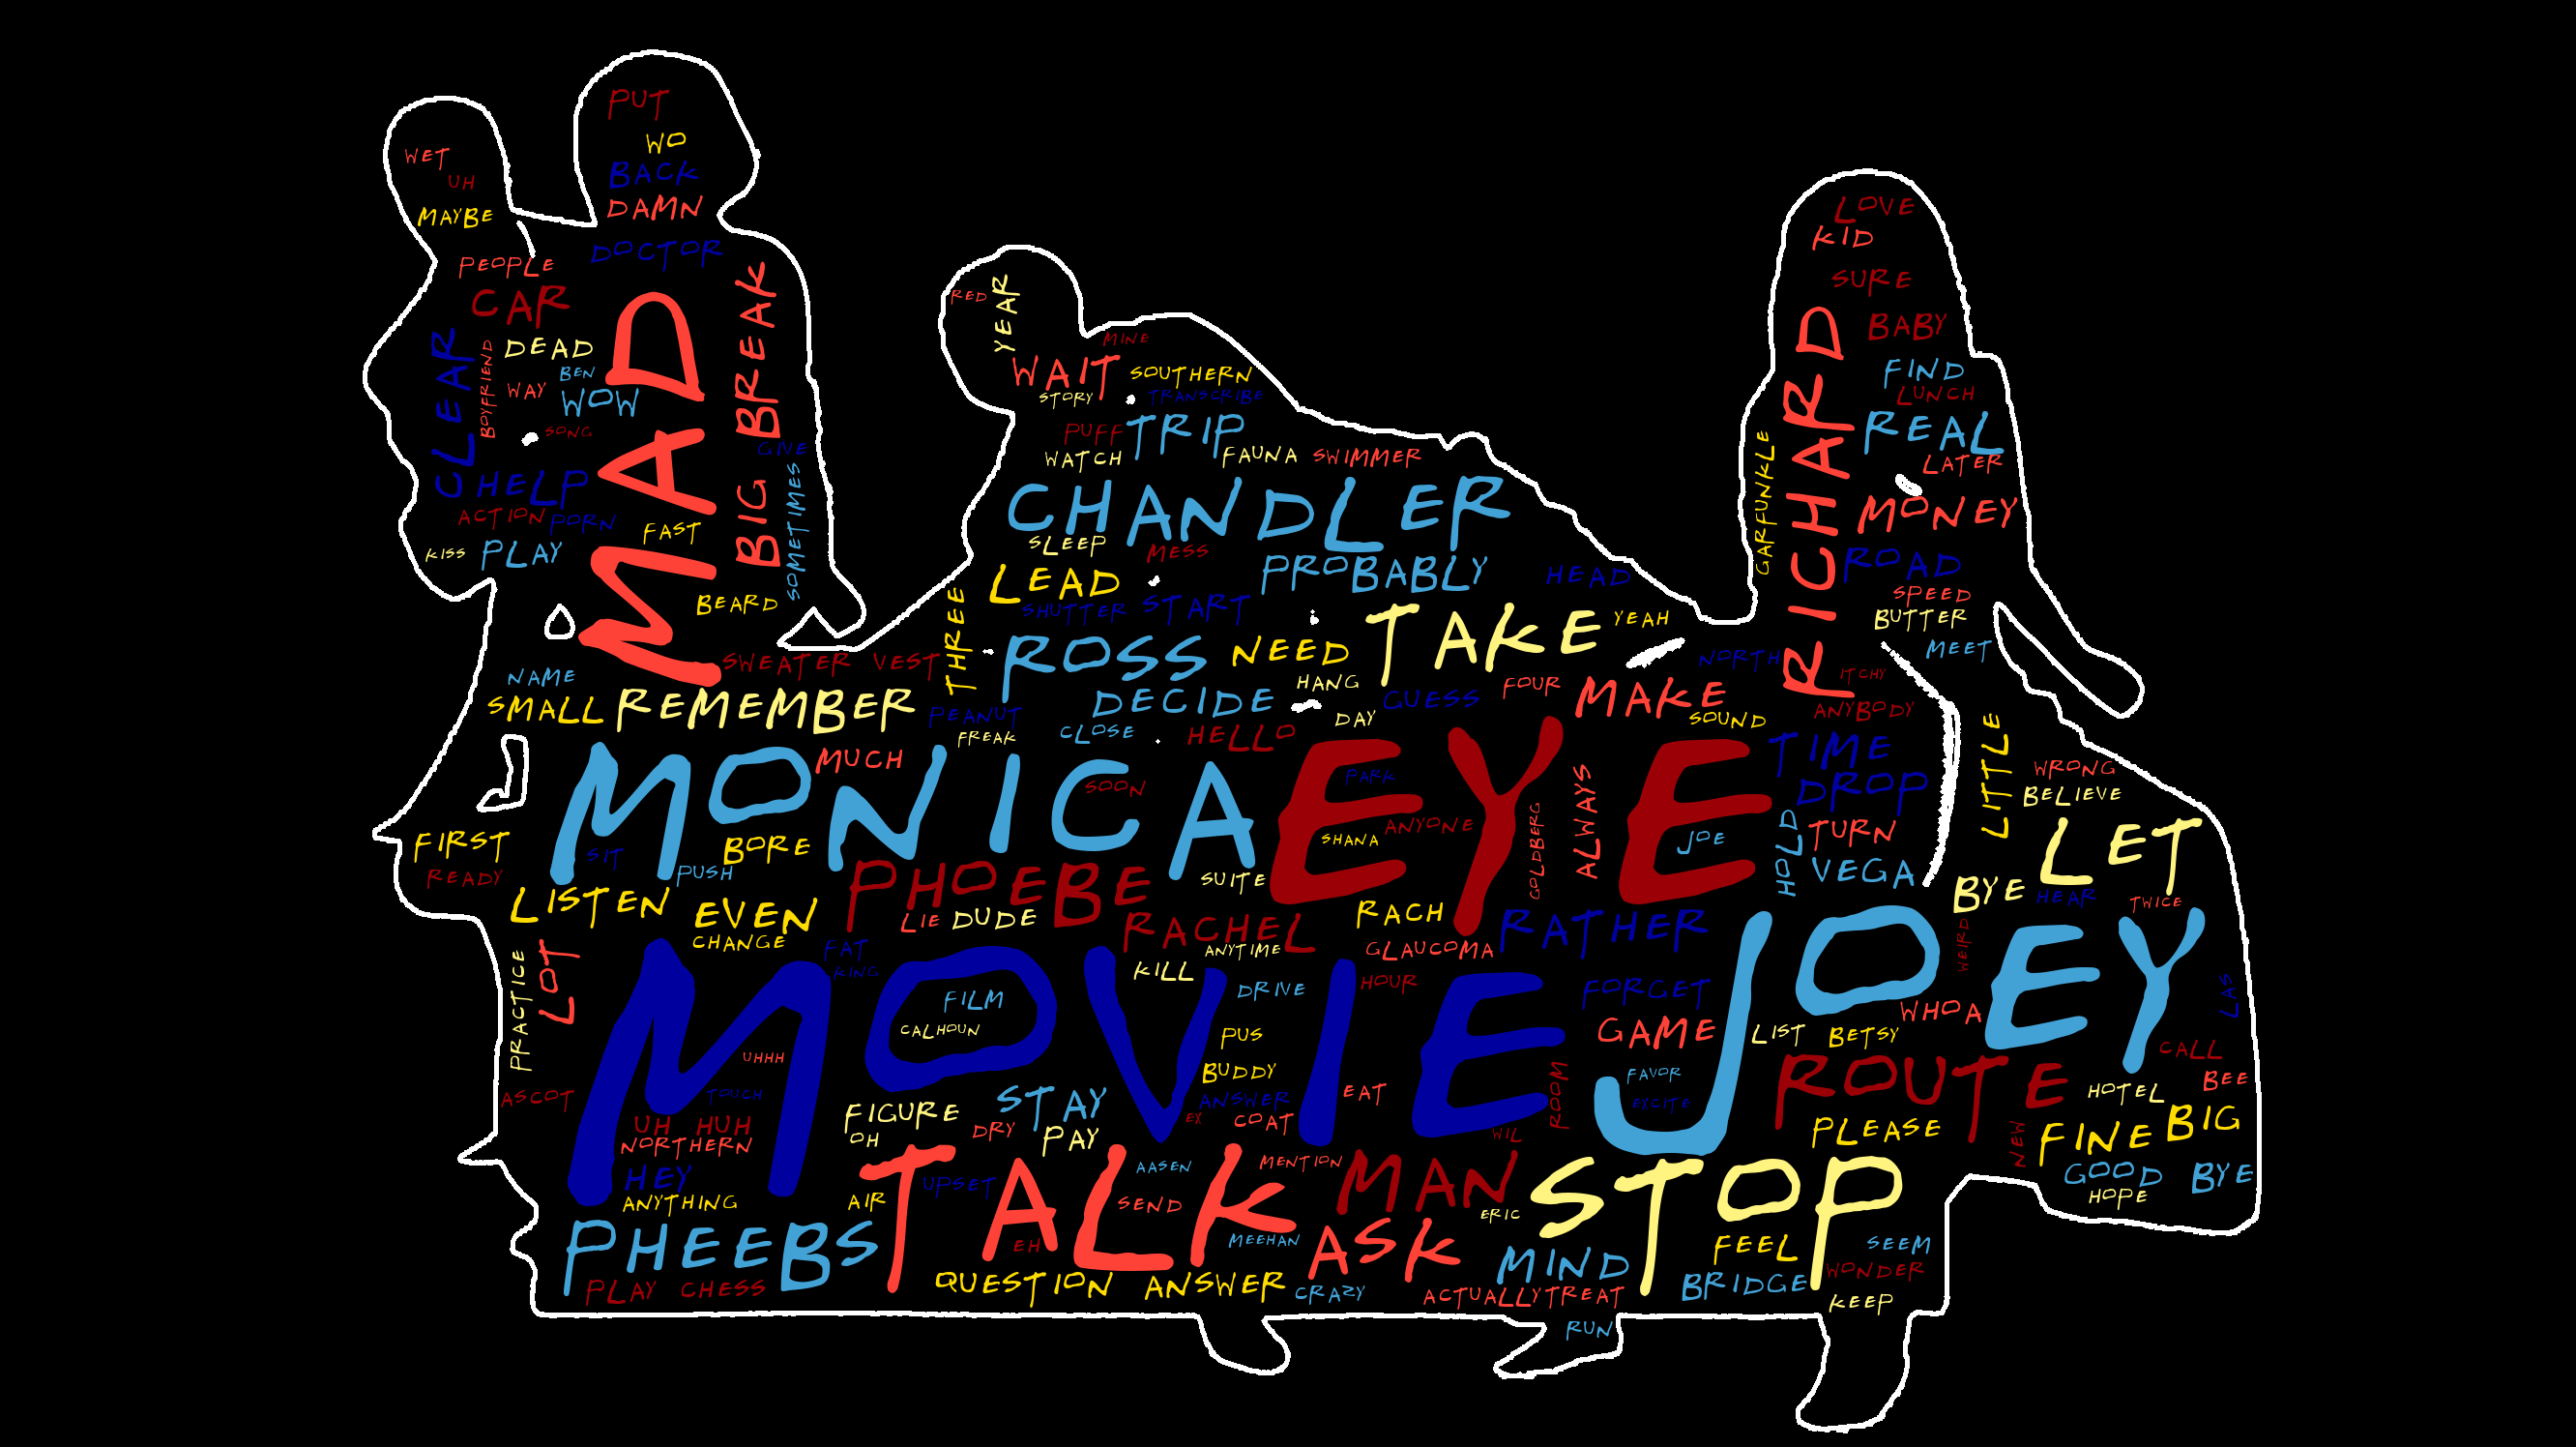 PUT
WO
WET
BACK
UH
DAMN
MAYBE
DOCTOR
PEOPLE
CAR
BIG BREAK
MAD
CLEAR
BOYFRIEND
DEAD
BEN
WAY
WOW
SONG
GIVE
SOMETIMES
HELP
ACTION
PORN
FAST
KISS
PLAY
BEARD
LOVE
KID
SURE
RICHARD
BABY
FIND
LUNCH
REAL
LATER
GARFUNKLE
MONEY
ROAD
SPEED
BUTTER
MEET
ITCHY
ANYBODY
RED
YEAR
MINE
WAIT
SOUTHERN
STORY
TRANSCRIBE
PUFF
TRIP
WATCH
FAUNA
SWIMMER
CHANDLER
SLEEP
MESS
PROBABLY
HEAD
LEAD
THREE
SHUTTER
START
TAKE
YEAH
ROSS
NEED
NORTH
SWEATER VEST
NAME
SMALL
REMEMBER
PEANUT
FREAK
DECIDE
HANG
GUESS
FOUR
MAKE
SOUND
CLOSE
HELLO
DAY
MUCH
MONICA
SOON
EYE
PARK
ANYONE
SHANA
GOLDBERG
ALWAYS
JOE
TIME
DROP
HOLD
TURN
VEGA
LITTLE
WRONG
BELIEVE
LET
FIRST
READY
SIT
PUSH
BORE
PHOEBE
SUITE
BYE
HEAR
TWICE
LISTEN
EVEN
CHANGE
LIE
DUDE
RACHEL
ANYTIME
RACH
GLAUCOMA
RATHER
WEIRD
JOEY
PRACTICE
LOT
FAT
KING
KILL
DRIVE
HOUR
FORGET
LAS
MOVIE
FILM
CALHOUN
PUS
GAME
LIST
BETSY
WHOA
CALL
UHHH
BUDDY
ROOM
FAVOR
EXCITE
ROUTE
HOTEL
BEE
ASCOT
TOUCH
UH HUH
NORTHERN
FIGURE
OH
STAY
DRY
PAY
ANSWER
EX
COAT
EAT
WIL
PLEASE
NEW
FINE
BIG
HEY
ANYTHING
AIR
TALK
UPSET
AASEN
MENTION
MAN
STOP
GOOD BYE
HOPE
SEND
ERIC
EH
MEEHAN
ASK
MIND
FEEL
SEEM
PHEEBS
PLAY CHESS
QUESTION ANSWER
CRAZY
ACTUALLY
TREAT
BRIDGE
WONDER
KEEP
RUN